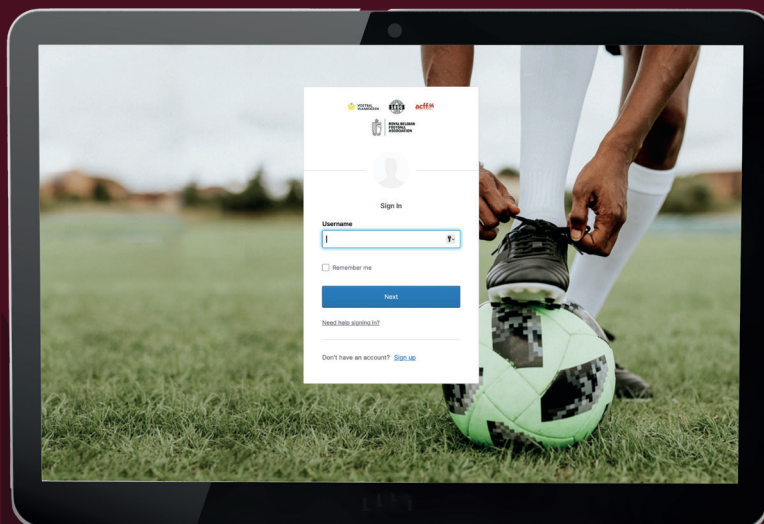 VOETBAL
VLAANDEREN
1895
acff
ROYAL BELGIAN
FOOTBALL
ASSOCIATION
Sign In
Username
Remember me
Next
Need help signing in?
Don't have an account? Sign up